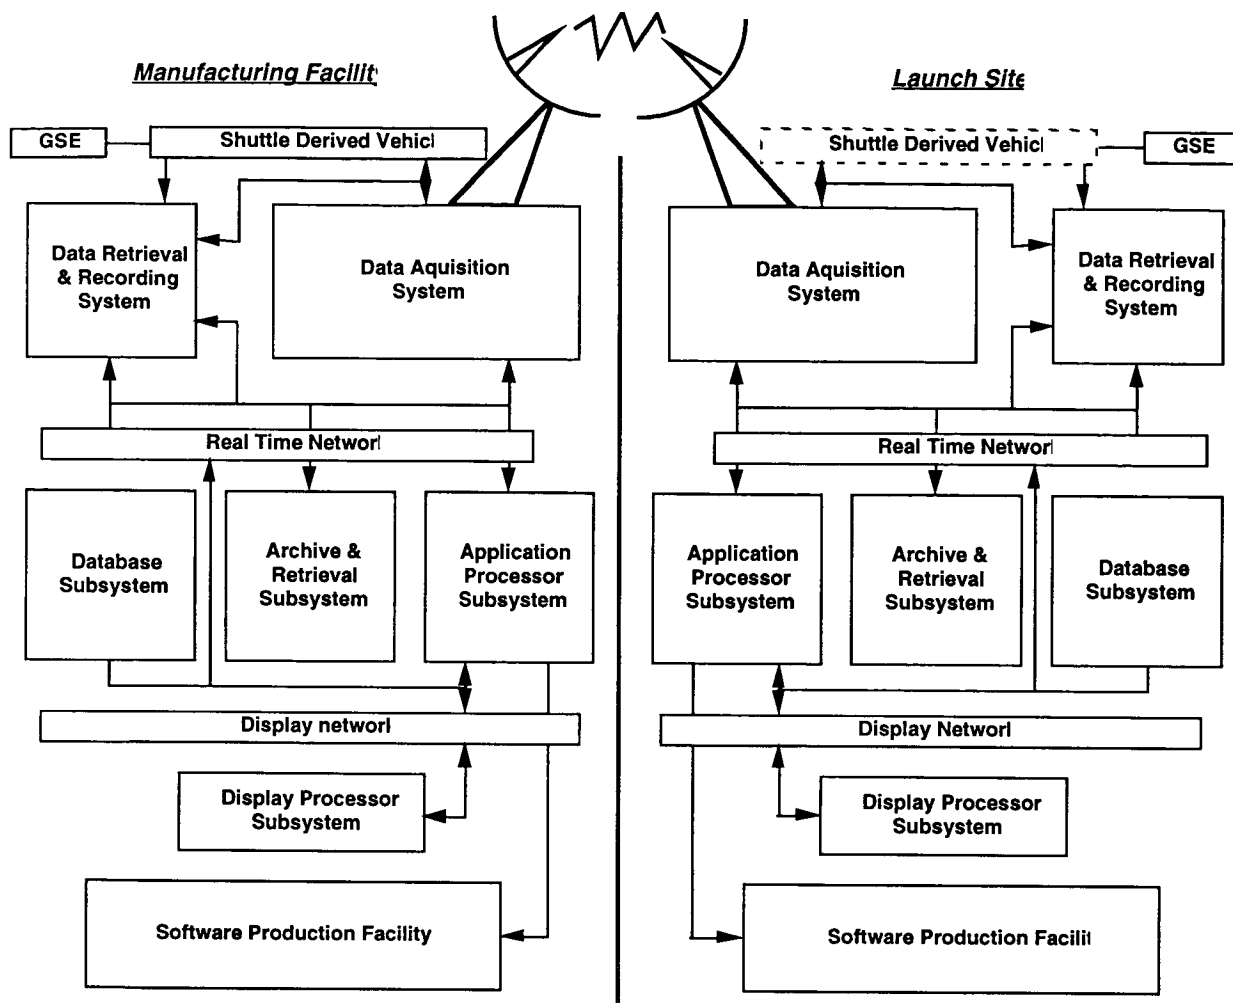 Manufacturing Facilit
GSE
Shuttle Derived Vehicl
Data Retrieval
& Recording
System
Data Aquisition
System
Real Time Networl
Database
Subsystem
Archive &
Retrieval
Subsystem
Application
Processor
Subsystem
Display network
Display Processor
Subsystem
Software Production Facility
Launch Site
Shuttle Derived Vehicl
GSE
Data Aquisition
System
Data Retrieval
& Recording
System
Real Time Networl
Application
Processor
Subsystem
Archive &
Retrieval
Subsystem
Database
Subsystem
Display Network
Display Processor
Subsystem
Software Production Facilit